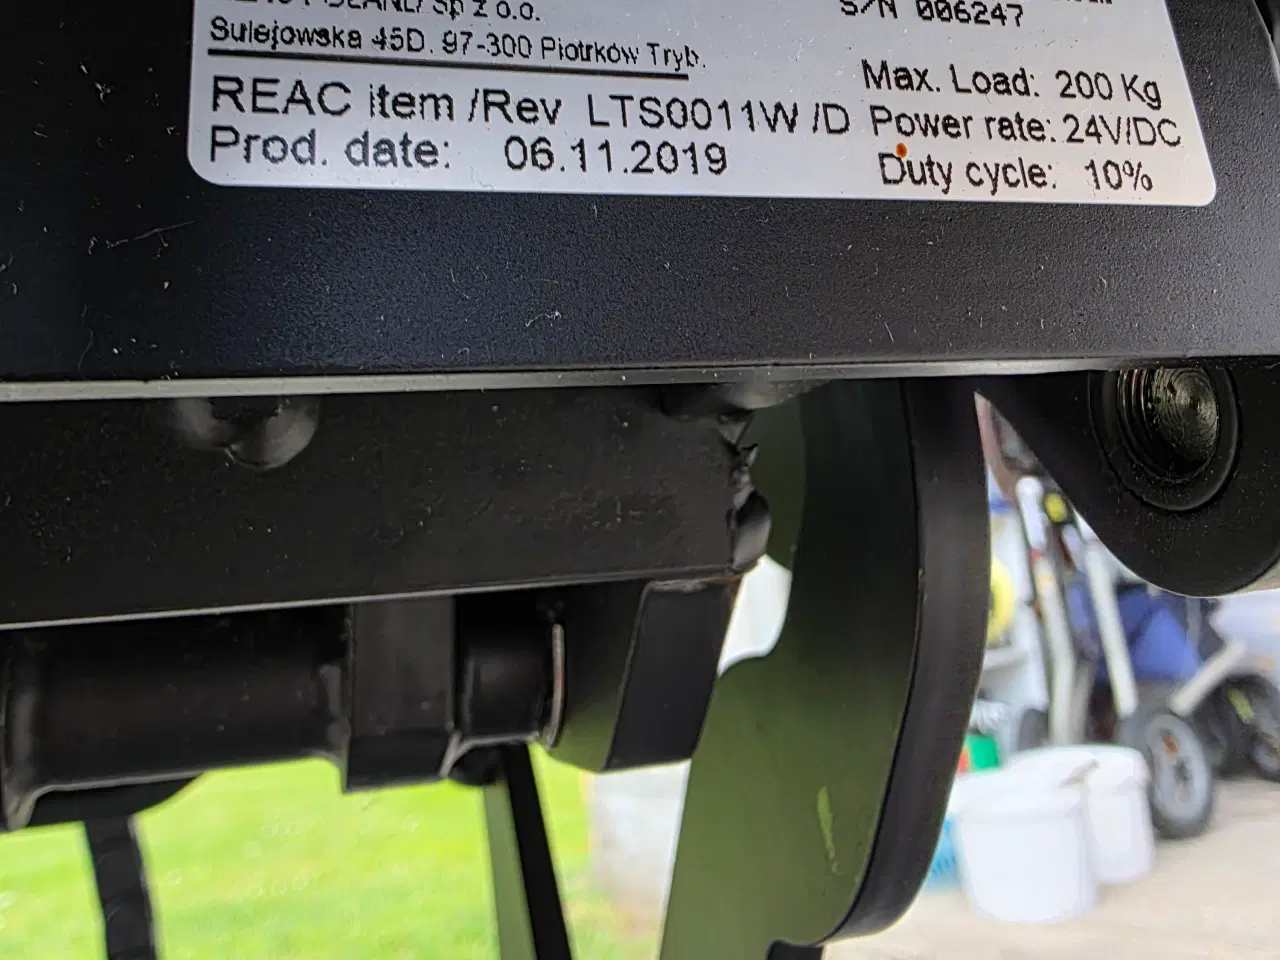 Sp z o.o.
S/N 006247
Sulejowska 45D. 97-300 Piotrków Tryb.
Max. Load: 200 Kg
REAC item /Rev LTS0011W /D
Power rate: 24V/DC
Prod. date: 06.11.2019
Duty cycle: 10%